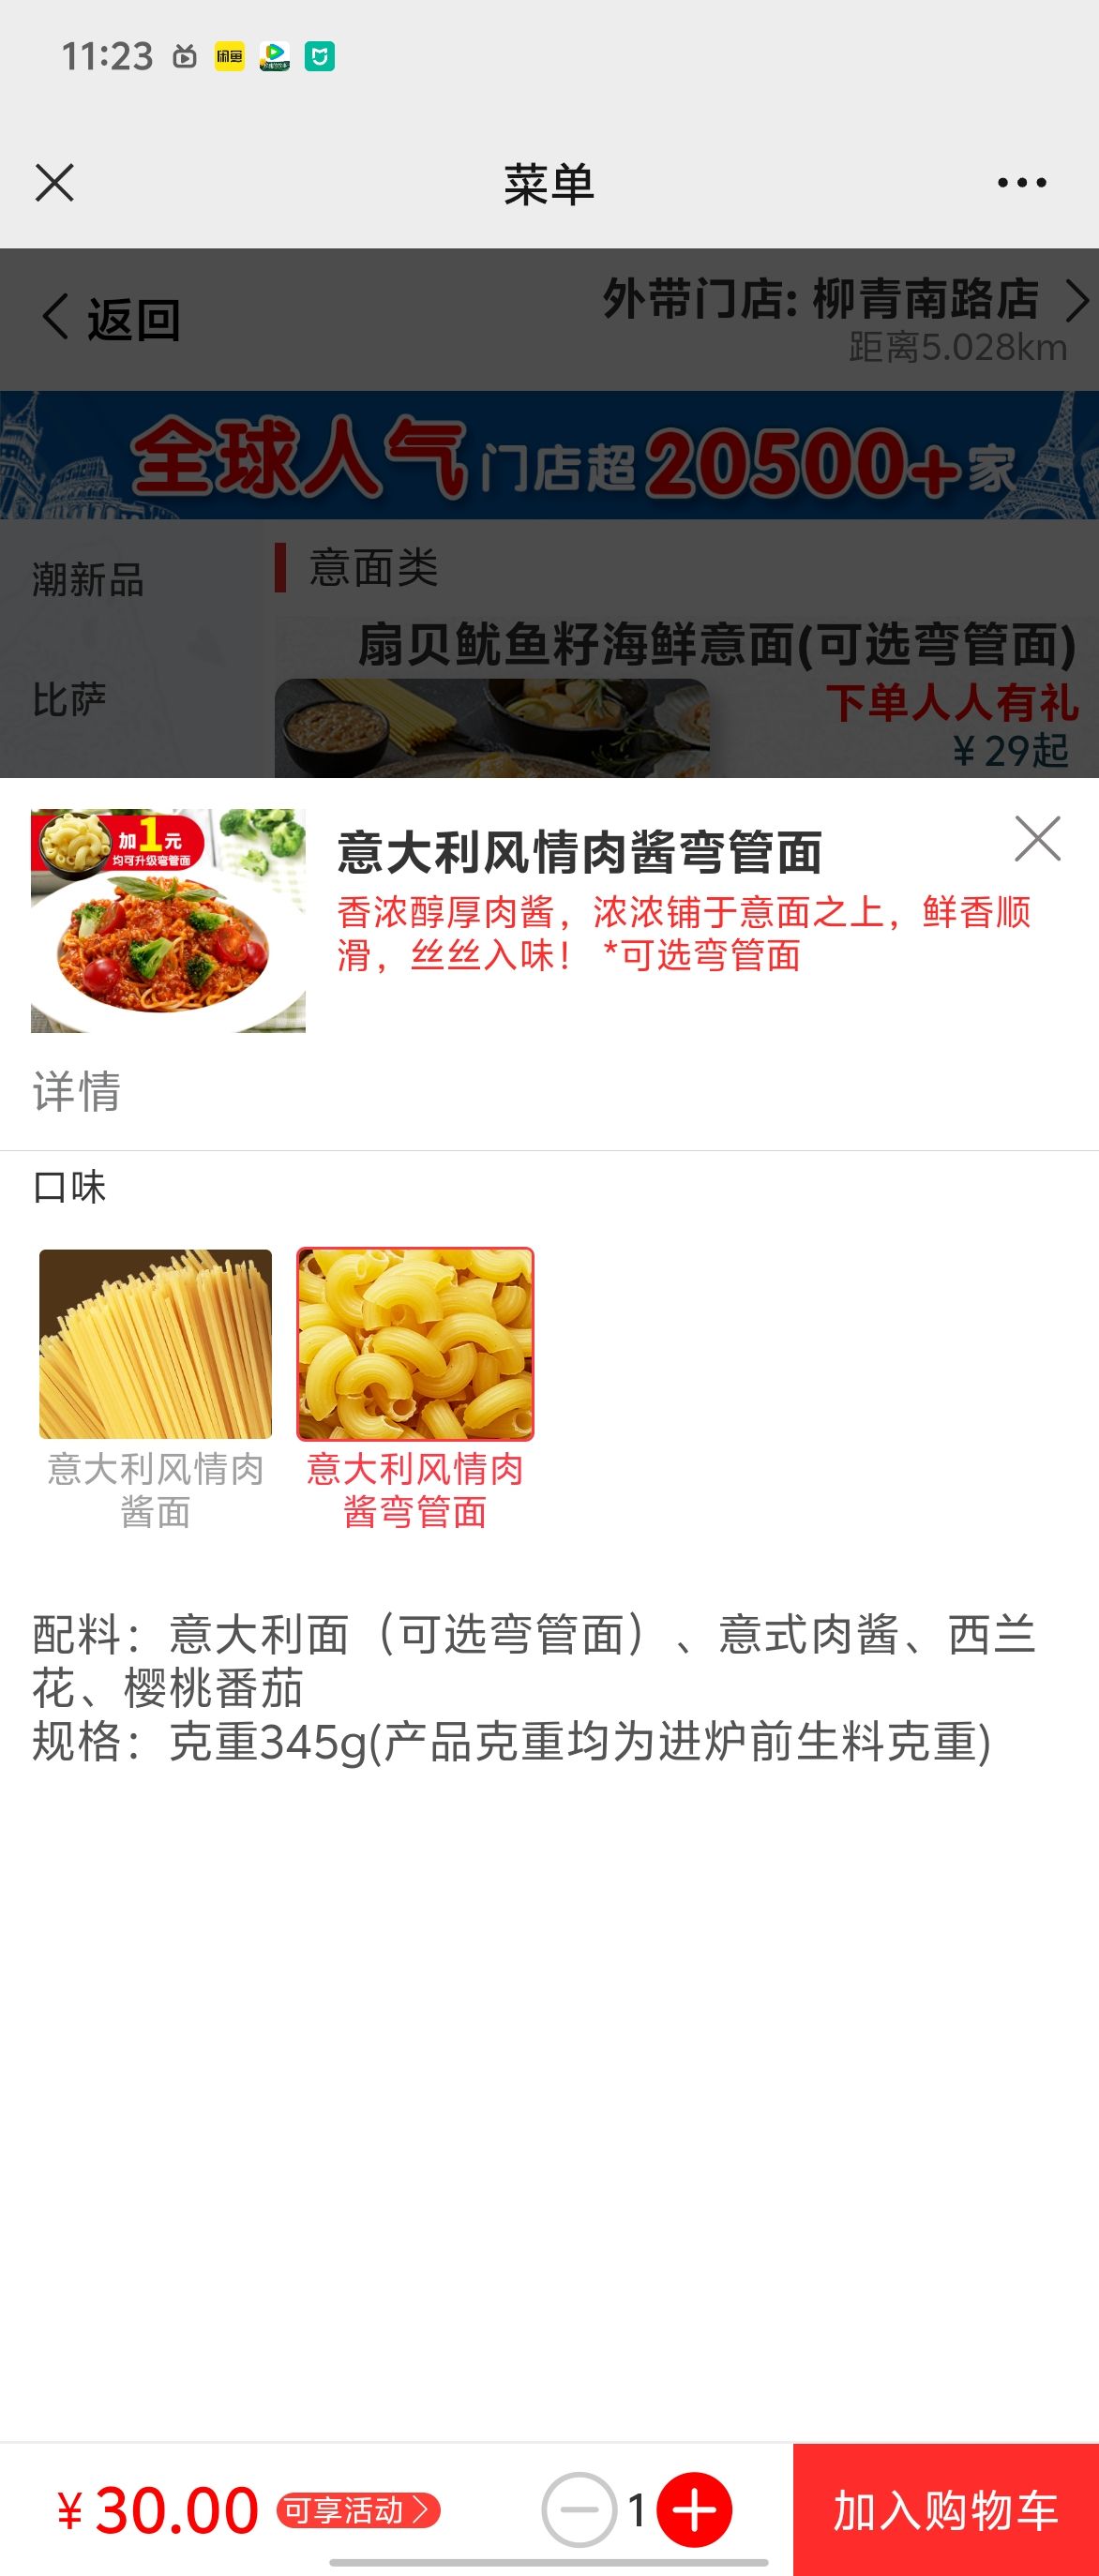 11:23
闲鱼
菜单
返回
外带门店: 柳青南路店
距离5.028km
全球人气门店超20500+家
潮新品
比萨
意面类
扇贝鱿鱼籽海鲜意面(可选弯管面)
下单人人有礼
¥29起
加1元
均可升级弯管面
意大利风情肉酱弯管面
香浓醇厚肉酱，浓浓铺于意面之上，鲜香顺
滑，丝丝入味！ *可选弯管面
详情
口味
意大利风情肉
酱面
意大利风情肉
酱弯管面
配料：意大利面（可选弯管面）、意式肉酱、西兰
花、樱桃番茄
规格：克重345g(产品克重均为进炉前生料克重)
¥30.00
可享活动
1
加入购物车